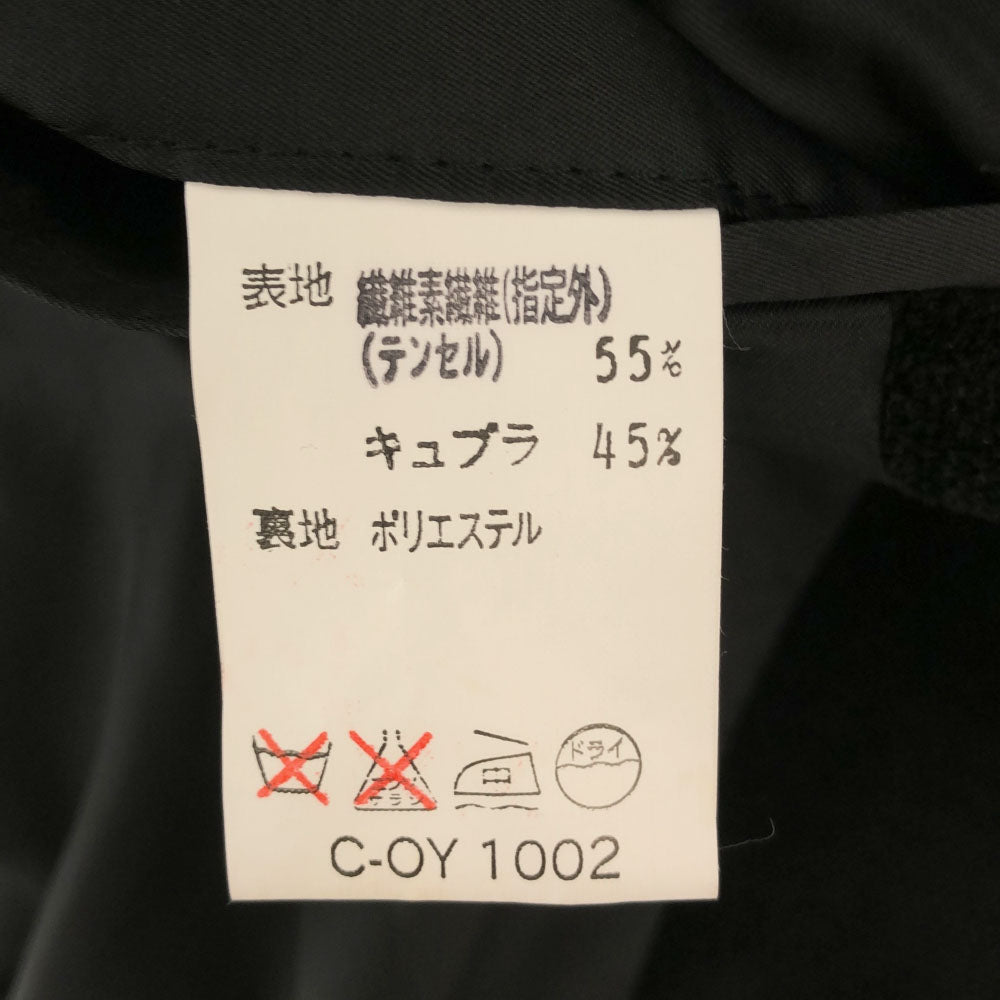 表地 繊維素繊維(指定外)
(テンセル) 55%
キュプラ 45%
裏地 ポリエステル
中
ドライ
C-OY 1002